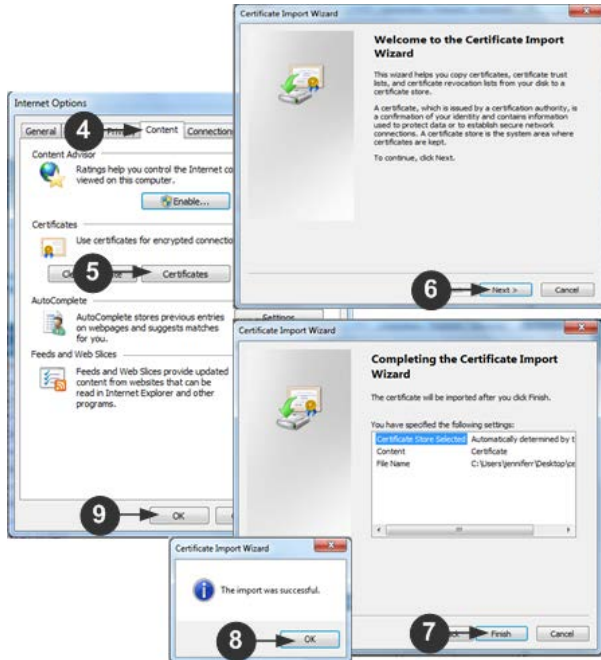 Certificate Import Wizard
Welcome to the Certificate Import
Wizard
This wizard helps you copy certificates, certificate trust
lists, and certificate revocation lists from your disk to a
certificate store.
A certificate, which is issued by a certification authority, is
a confirmation of your identity and contains information
used to protect data or to establish secure network
connections. A certificate store is the system area where
certificates are kept.
To continue, click Next.
6
Next >
Cancel
Internet Options
General
4
Content
Content Advisor
Ratings help you control the Internet co
viewed on this computer.
Enable...
Certificates
Use certificates for encrypted connectio
5
Certificates
AutoComplete
AutoComplete stores previous entries
on webpages and suggests matches
for you.
Settings
Feeds and Web Slices
Feeds and Web Slices provide updated
content from websites that can be
read in Internet Explorer and other
programs.
9
OK
Certificate Import Wizard
Completing the Certificate Import
Wizard
The certificate will be imported after you click Finish.
You have specified the following settings:
Certificate Store Selected Automatically determined by t
Content Certificate
File Name C:\Users\jenniferr\Desktop\ce
7
Finish
Cancel
Certificate Import Wizard
The import was successful.
8
OK